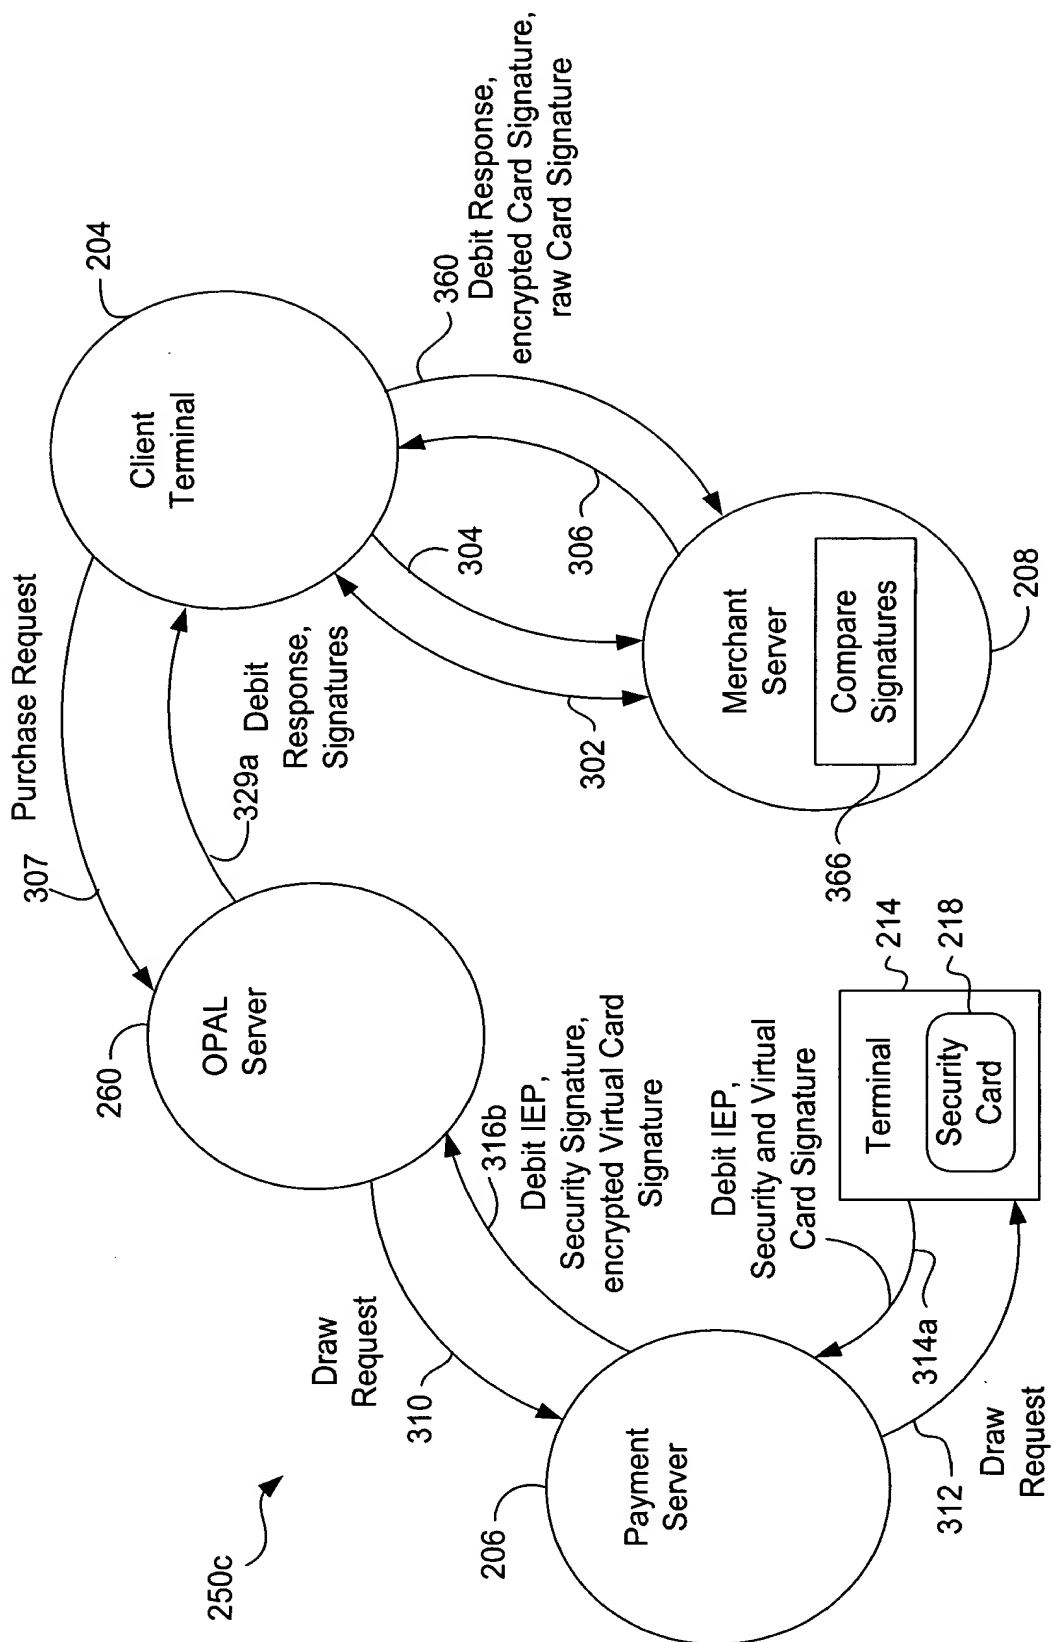 250c
Purchase Request
307
Client
Terminal
204
329a Debit
Response,
Signatures
360
Debit Response,
encrypted Card Signature,
raw Card Signature
304
306
302
OPAL
Server
260
Draw
Request
310
316b
Debit IEP,
Security Signature,
encrypted Virtual Card
Signature
Merchant
Server
Compare
Signatures
366
208
Payment
Server
206
Debit IEP,
Security and Virtual
Card Signature
314a
312
Draw
Request
Terminal
Security
Card
214
218